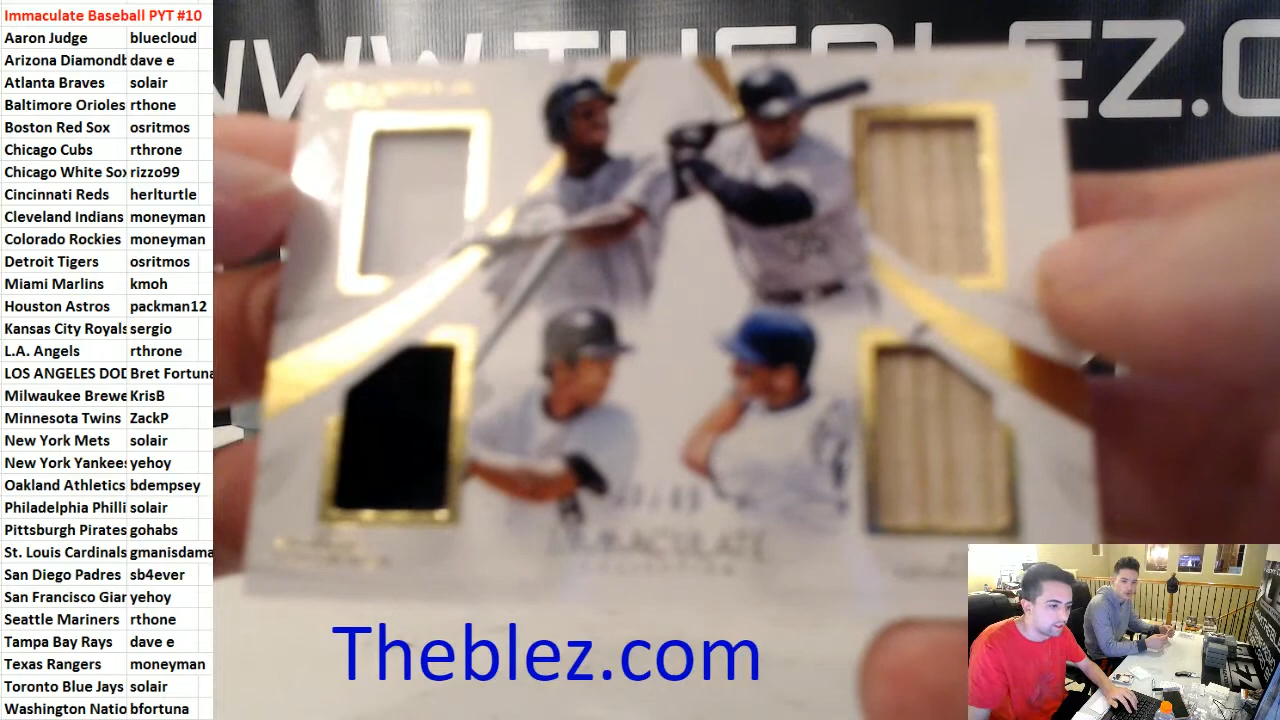 Immaculate Baseball PYT #10
Aaron Judge bluecloud
Arizona Diamondb dave e
Atlanta Braves solair
Baltimore Orioles rthone
Boston Red Sox osritmos
Chicago Cubs rthrone
Chicago White Sox rizzo99
Cincinnati Reds herlturtle
Cleveland Indians moneyman
Colorado Rockies moneyman
Detroit Tigers osritmos
Miami Marlins kmoh
Houston Astros packman12
Kansas City Royals sergio
L.A. Angels rthrone
LOS ANGELES DOD Bret Fortuna
Milwaukee Brewe KrisB
Minnesota Twins ZackP
New York Mets solair
New York Yankees yehoy
Oakland Athletics bdempsey
Philadelphia Philli solair
Pittsburgh Pirates gohabs
St. Louis Cardinals gmanisdama
San Diego Padres sb4ever
San Francisco Gian yehoy
Seattle Mariners rthone
Tampa Bay Rays dave e
Texas Rangers moneyman
Toronto Blue Jays solair
Washington Natio bfortuna
WWW.THEBLEZ.C
IMMACULATE
COLLECTION
Theblez.com